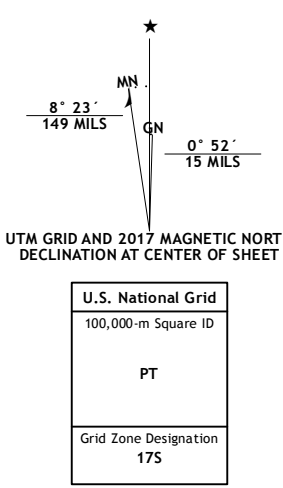 ★
MN
8° 23´
149 MILS
GN
0° 52´
15 MILS
UTM GRID AND 2017 MAGNETIC NORT
DECLINATION AT CENTER OF SHEET
U.S. National Grid
100,000-m Square ID
PT
Grid Zone Designation
17S